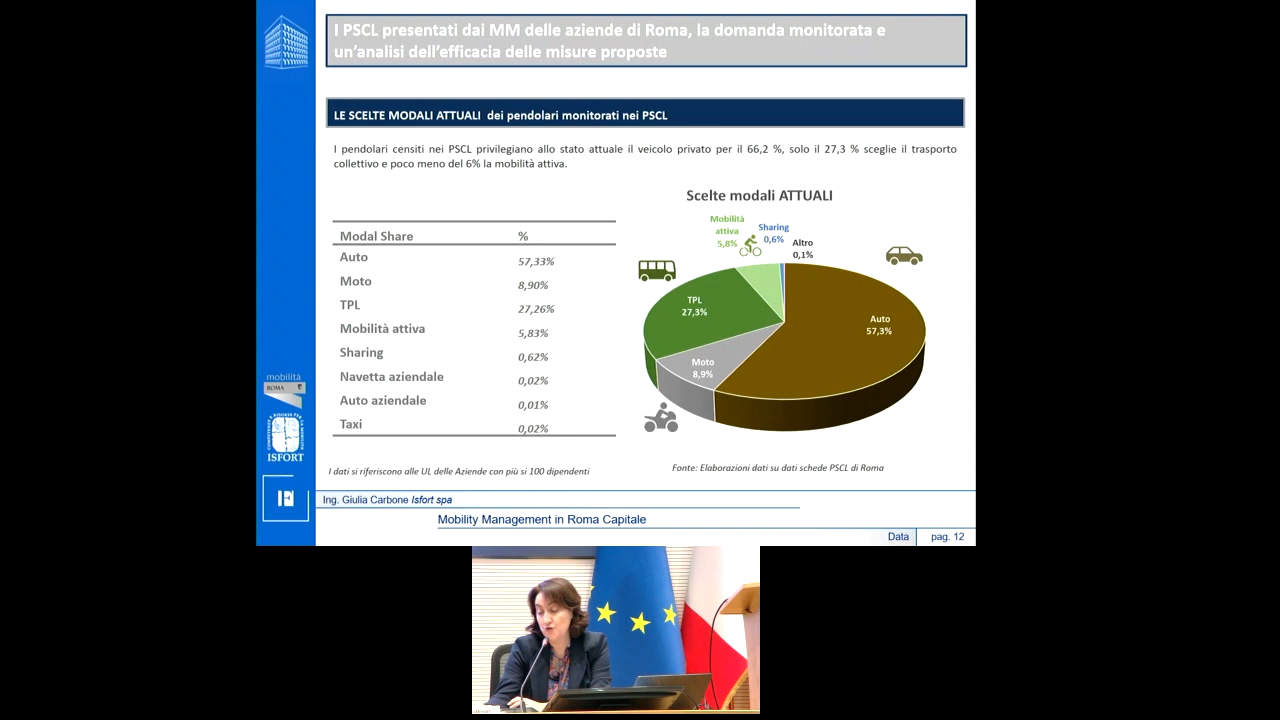 I PSCL presentati dai MM delle aziende di Roma, la domanda monitorata e
un'analisi dell'efficacia delle misure proposte
LE SCELTE MODALI ATTUALI dei pendolari monitorati nei PSCL
I pendolari censiti nei PSCL privilegiano allo stato attuale il veicolo privato per il 66,2 %, solo il 27,3 % sceglie il trasporto
collettivo e poco meno del 6% la mobilità attiva.
Modal Share %
Auto 57,33%
Moto 8,90%
TPL 27,26%
Mobilità attiva 5,83%
Sharing 0,62%
Navetta aziendale 0,02%
Auto aziendale 0,01%
Taxi 0,02%
I dati si riferiscono alle UL delle Aziende con più si 100 dipendenti
Scelte modali ATTUALI
Mobilità
attiva
5,8%
Sharing
0,6%
Altro
0,1%
TPL
27,3%
Auto
57,3%
Moto
8,9%
Fonte: Elaborazioni dati su dati schede PSCL di Roma
mobilità
ROMA
ISFORT
Ing. Giulia Carbone Isfort spa
Mobility Management in Roma Capitale
Data pag. 12